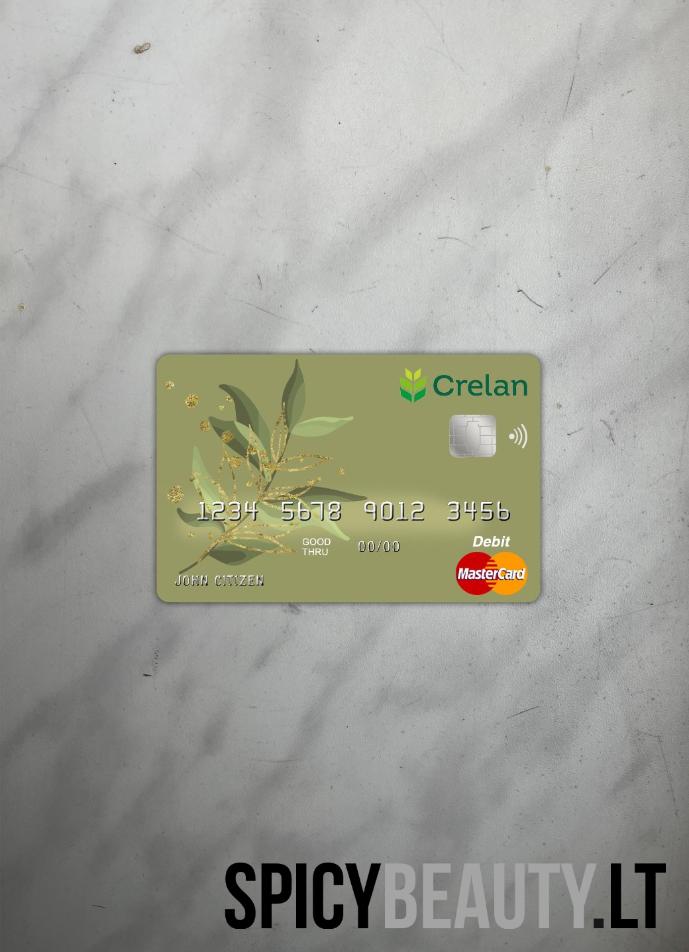 Crelan
1234 5678 9012 3456
GOOD THRU 00/00
Debit
JOHN CITIZEN
MasterCard
SPICYBEAUTY.LT